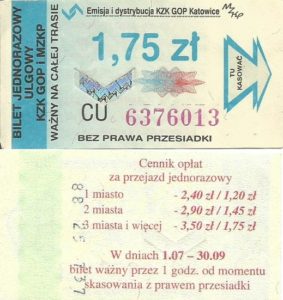 Emisja i dystrybucja KZK GOP Katowice
BILET JEDNORAZOWY
ULGOWY
KZK GOP i MZKP
WAŻNY NA CAŁEJ TRASIE
1,75 zł
TU
KASOWAĆ
CU 6376013
BEZ PRAWA PRZESIADKI
Cennik opłat
za przejazd jednorazowy
1 miasto - 2,40 zł / 1,20 zł
2 miasta - 2,90 zł / 1,45 zł
3 miasta i więcej - 3,50 zł / 1,75 zł
W dniach 1.07 – 30.09
bilet ważny przez 1 godz. od momentu
skasowania z prawem przesiadki